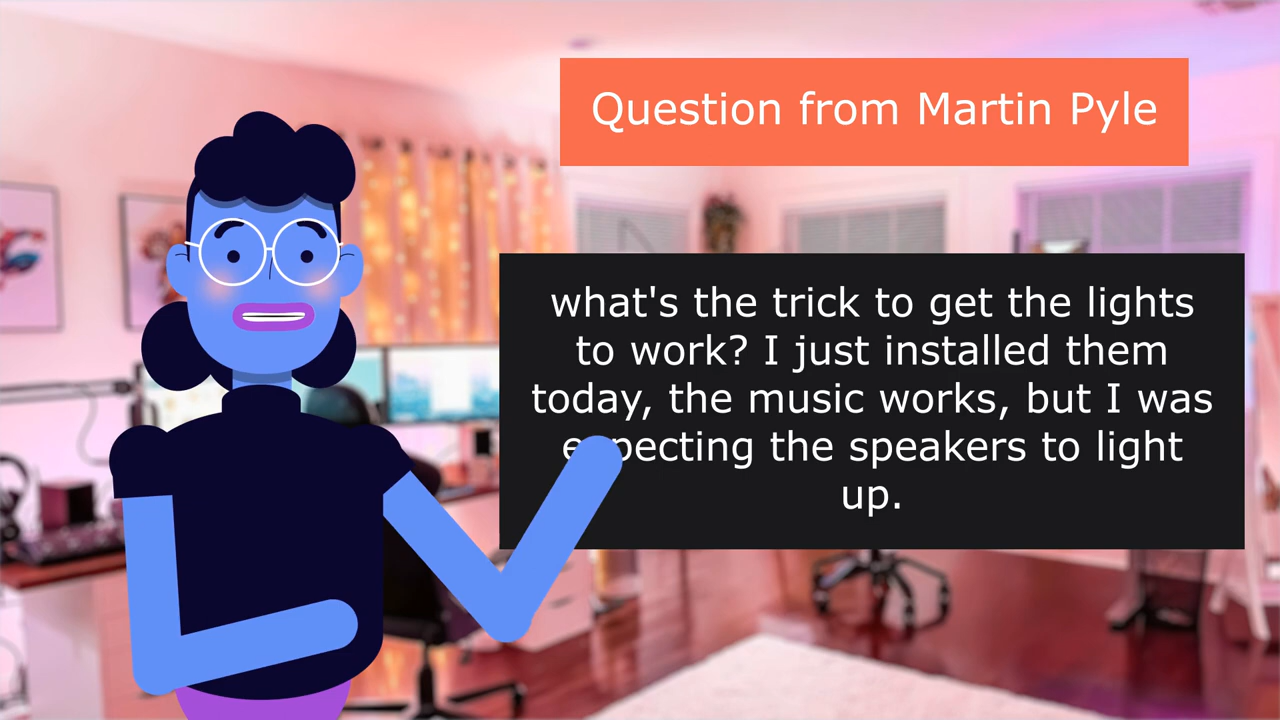 Question from Martin Pyle
what's the trick to get the lights
to work? I just installed them
today, the music works, but I was
expecting the speakers to light
up.